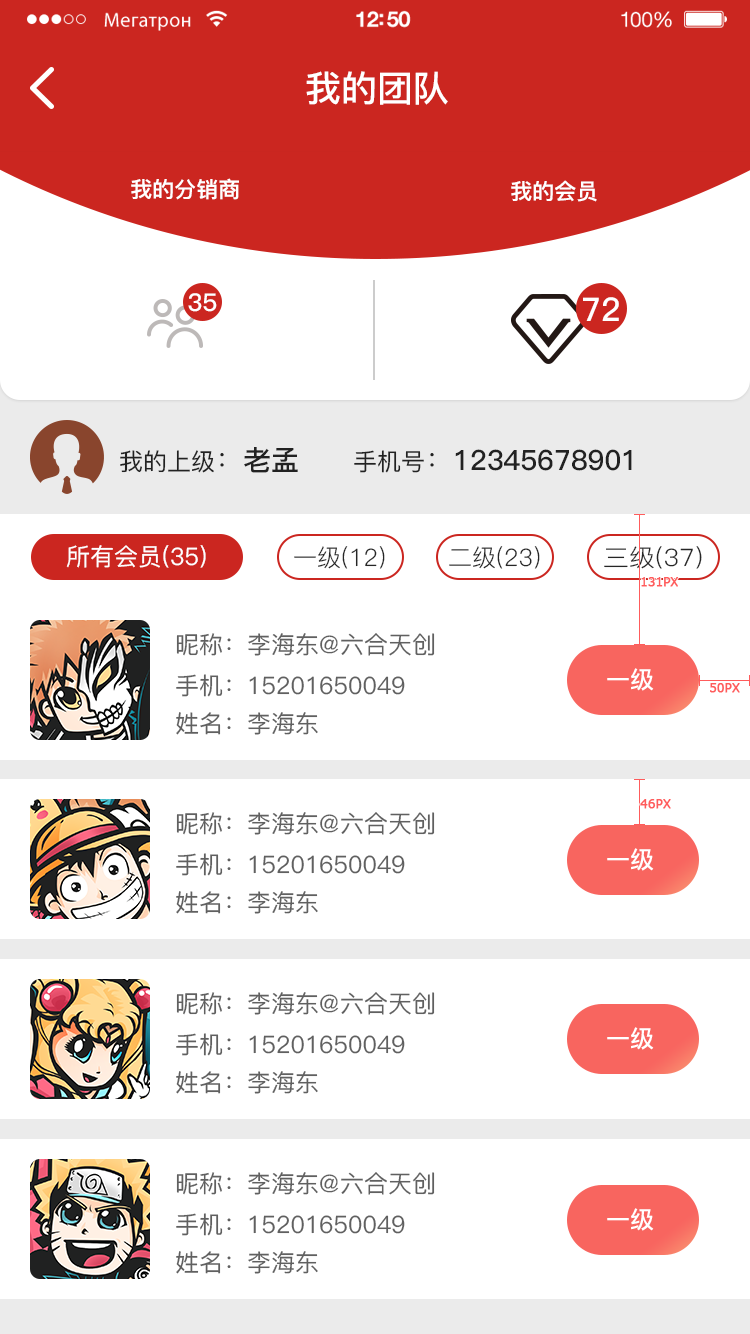 Мегатрон 12:50 100%
我的团队
我的分销商 我的会员
35 72
我的上级：老孟 手机号：12345678901
所有会员(35) 一级(12) 二级(23) 三级(37)
131PX
昵称：李海东@六合天创
手机：15201650049
姓名：李海东
一级
50PX
46PX
昵称：李海东@六合天创
手机：15201650049
姓名：李海东
一级
昵称：李海东@六合天创
手机：15201650049
姓名：李海东
一级
昵称：李海东@六合天创
手机：15201650049
姓名：李海东
一级